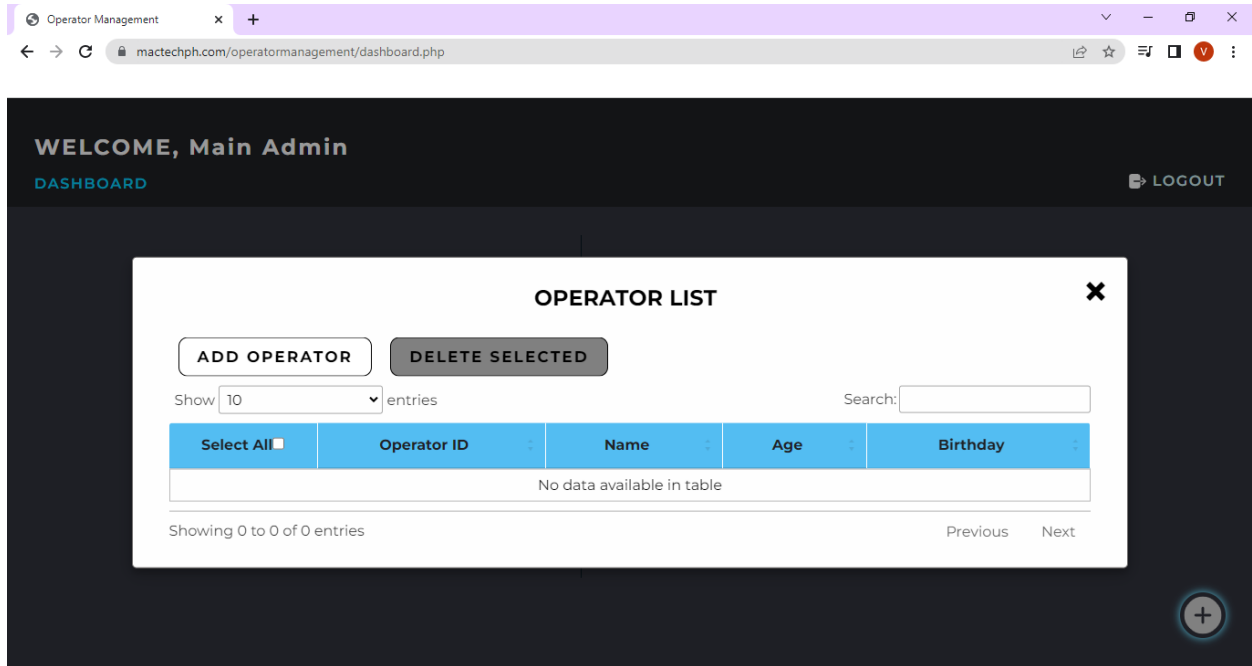 Operator Management
mactechph.com/operatormanagement/dashboard.php
V
WELCOME, Main Admin
DASHBOARD
LOGOUT
OPERATOR LIST
ADD OPERATOR DELETE SELECTED
Show 10 entries Search:
Select All Operator ID Name Age Birthday
No data available in table
Showing 0 to 0 of 0 entries Previous Next